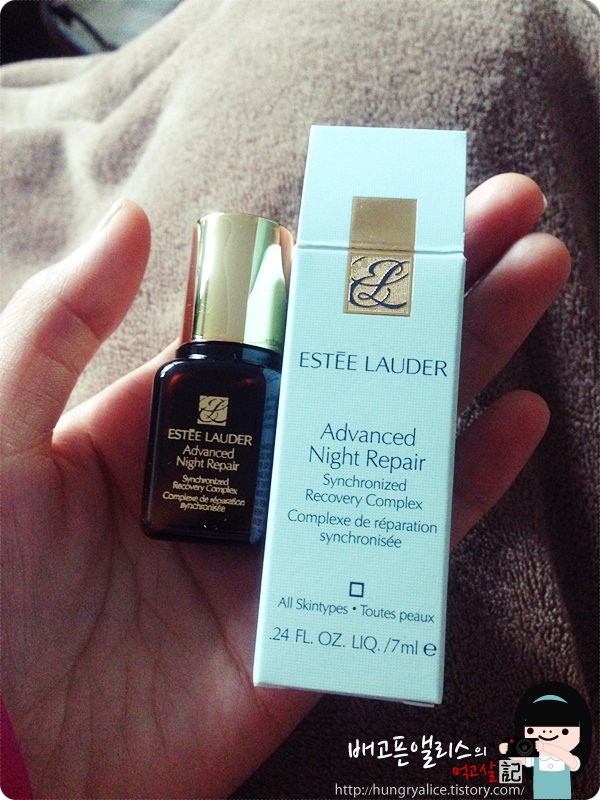 EL
ESTĒE LAUDER
Advanced
Night Repair
Synchronized
Recovery Complex
Complexe de réparation
synchronisée
EL
ESTĒE LAUDER
Advanced
Night Repair
Synchronized
Recovery Complex
Complexe de réparation
synchronisée
All Skintypes • Toutes peaux
.24 FL. OZ. LIQ./7ml e
배고픈앨리스의
먹고살記
http://hungryalice.tistory.com